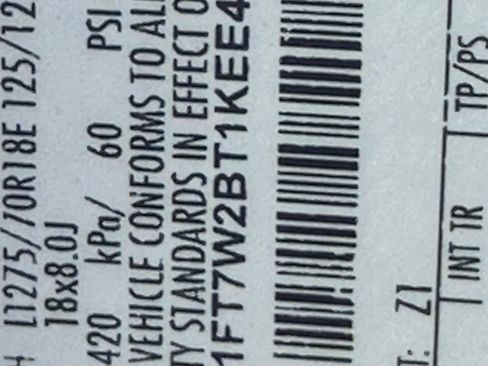 LT275/70R18E 125/12
18x8.0J
420 kPa/ 60 PSI
VEHICLE CONFORMS TO AL
TY STANDARDS IN EFFECT O
1FT7W2BT1KEE4
T: Z1
INT TR TP/PS